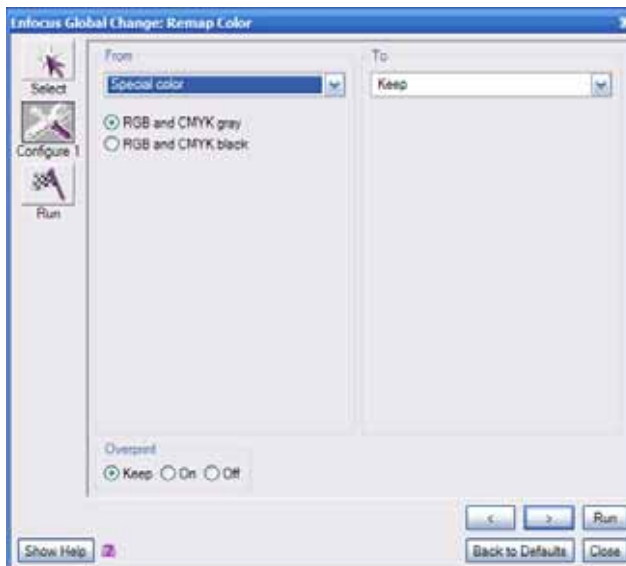 Enfocus Global Change: Remap Color
Select
Configure 1
Run
From
Special color
RGB and CMYK gray
RGB and CMYK black
To
Keep
Overprint
Keep On Off
< > Run
Show Help ? Back to Defaults Close